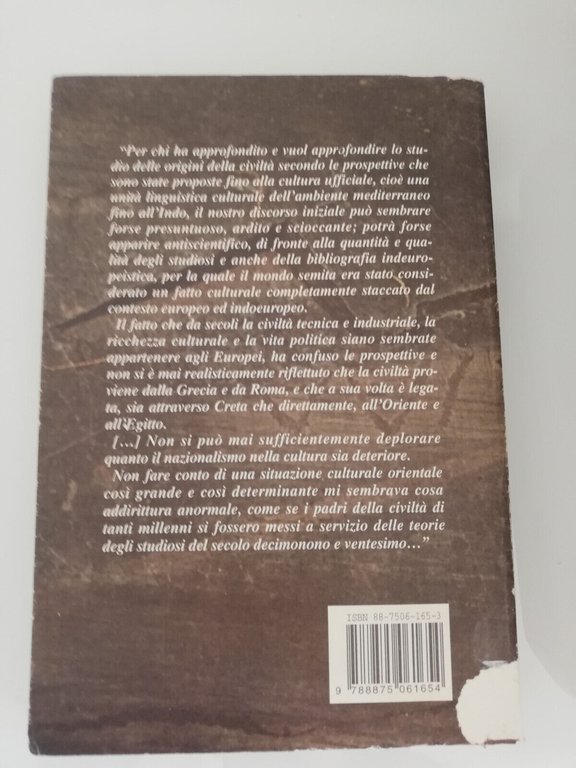 “Per chi ha approfondito e vuol approfondire lo stu-
dio delle origini della civiltà secondo le prospettive che
sono state proposte fino alla cultura ufficiale, cioè una
unità linguistica culturale dell'ambiente mediterraneo
fino all'Indo, il nostro discorso iniziale può sembrare
forse presuntuoso, ardito e scioccante; potrà forse
apparire antiscientifico, di fronte alla quantità e qua-
lità degli studiosi e anche della bibliografia indeuro-
peistica, per la quale il mondo semita era stato consi-
derato un fatto culturale completamente staccato dal
contesto europeo ed indoeuropeo.
Il fatto che da secoli la civiltà tecnica e industriale, la
ricchezza culturale e la vita politica siano sembrate
appartenere agli Europei, ha confuso le prospettive e
non si è mai realisticamente riflettuto che la civiltà pro-
viene dalla Grecia e da Roma, e che a sua volta è lega-
ta, sia attraverso Creta che direttamente, all'Oriente e
all'Egitto.
[...] Non si può mai sufficientemente deplorare
quanto il nazionalismo nella cultura sia deteriore.
Non fare conto di una situazione culturale orientale
così grande e così determinante mi sembrava cosa
addirittura anormale, come se i padri della civiltà di
tanti millenni si fossero messi a servizio delle teorie
degli studiosi del secolo decimonono e ventesimo...”
ISBN 88-7506-165-3
9 788875 061654